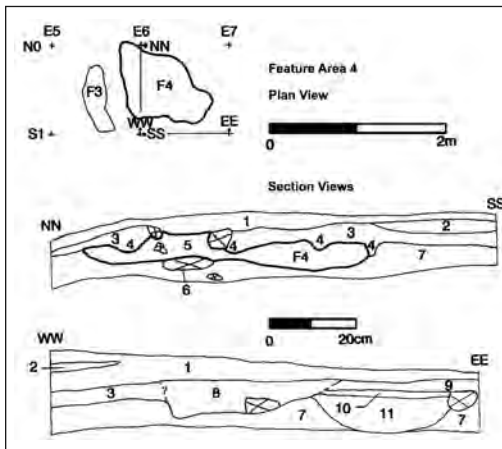 E5 E6 E7
N0 NN
Feature Area 4
F3 F4
Plan View
WW EE
S1 SS
0 2m
Section Views
SS
NN 1
3 4 5 4 4 3 2
4 7
F4
6
0 20cm
WW
2 1 EE
9
3 ? 8 10 11 7
7